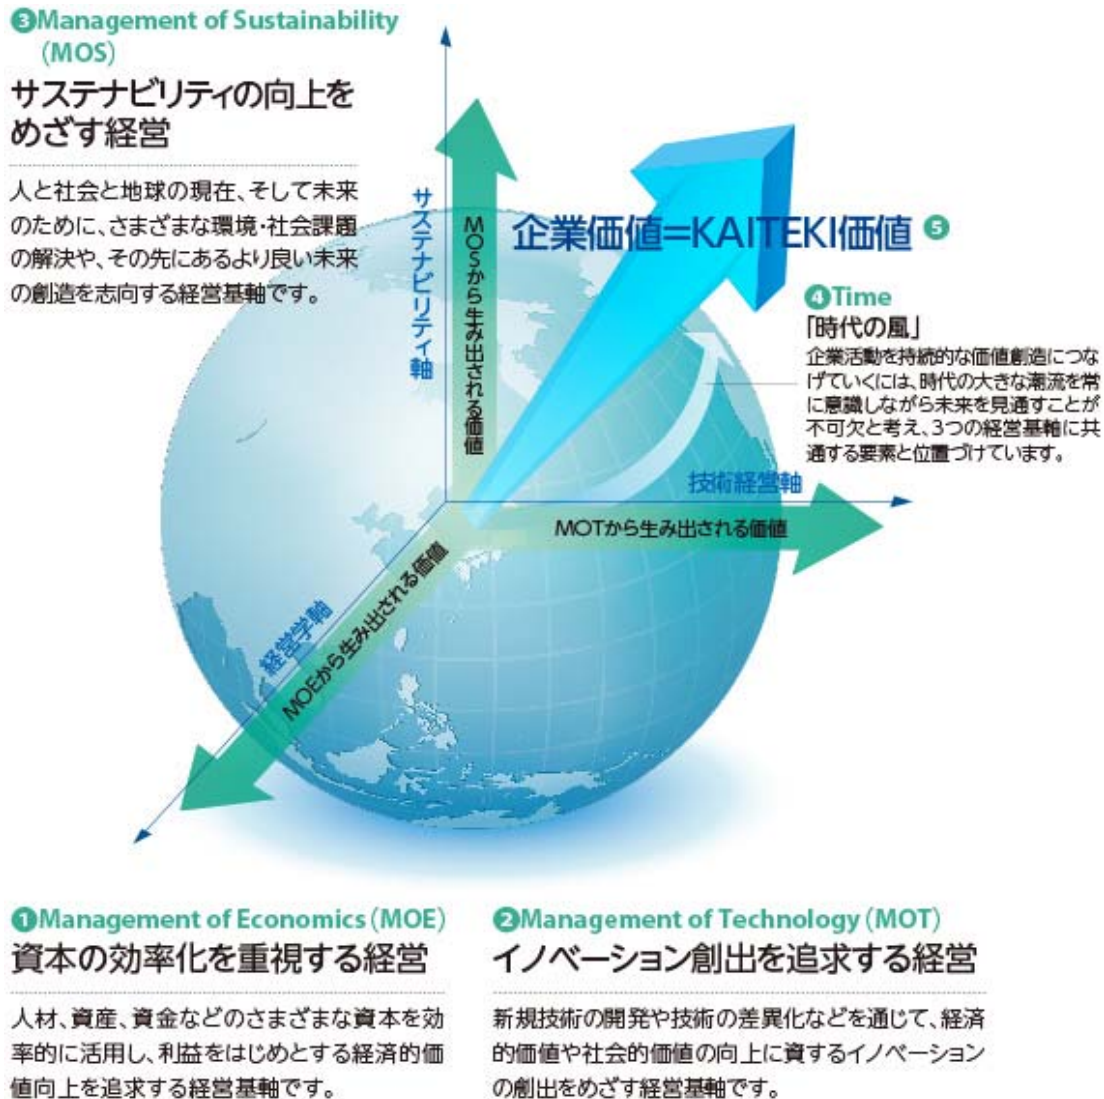 ❸Management of Sustainability
(MOS)
サステナビリティの向上を
めざす経営
人と社会と地球の現在、そして未来
のために、さまざまな環境・社会課題
の解決や、その先にあるより良い未来
の創造を志向する経営基軸です。
サステナビリティ軸
MOSから生み出される価値
企業価値=KAITEKI価値 ❺
❹Time
「時代の風」
企業活動を持続的な価値創造につな
げていくには、時代の大きな潮流を常
に意識しながら未来を見通すことが
不可欠と考え、3つの経営基軸に共
通する要素と位置づけています。
技術経営軸
MOTから生み出される価値
経営学軸
MOEから生み出される価値
❶Management of Economics (MOE)
資本の効率化を重視する経営
人材、資産、資金などのさまざまな資本を効
率的に活用し、利益をはじめとする経済的価
値向上を追求する経営基軸です。
❷Management of Technology (MOT)
イノベーション創出を追求する経営
新規技術の開発や技術の差異化などを通じて、経済
的価値や社会的価値の向上に資するイノベーション
の創出をめざす経営基軸です。